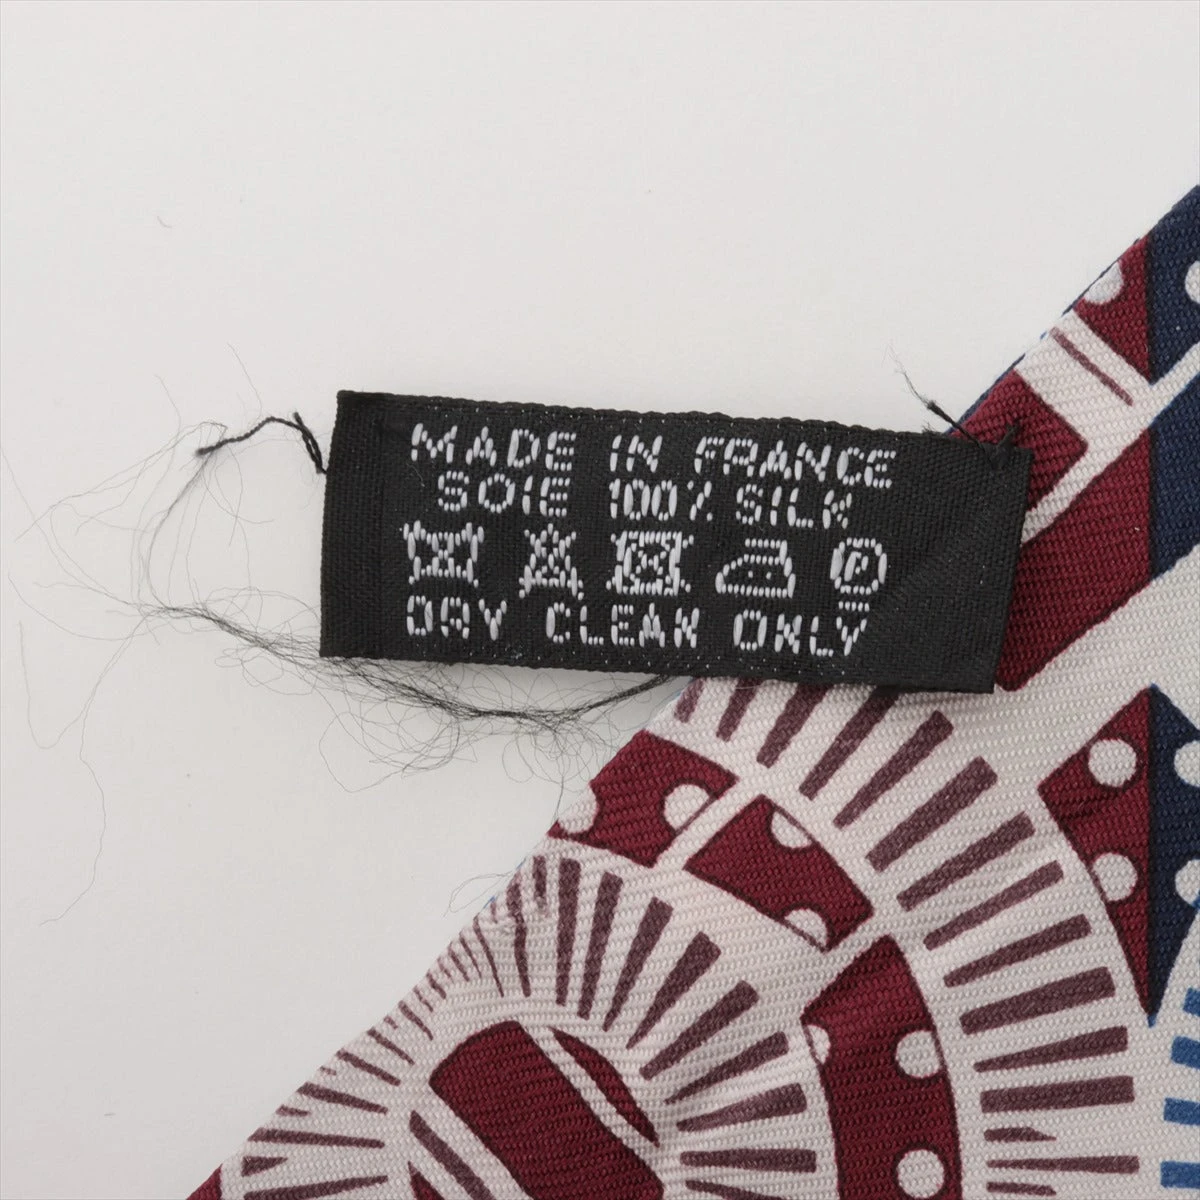 MADE IN FRANCE
SOIE 100% SILK
P
DRY CLEAN ONLY